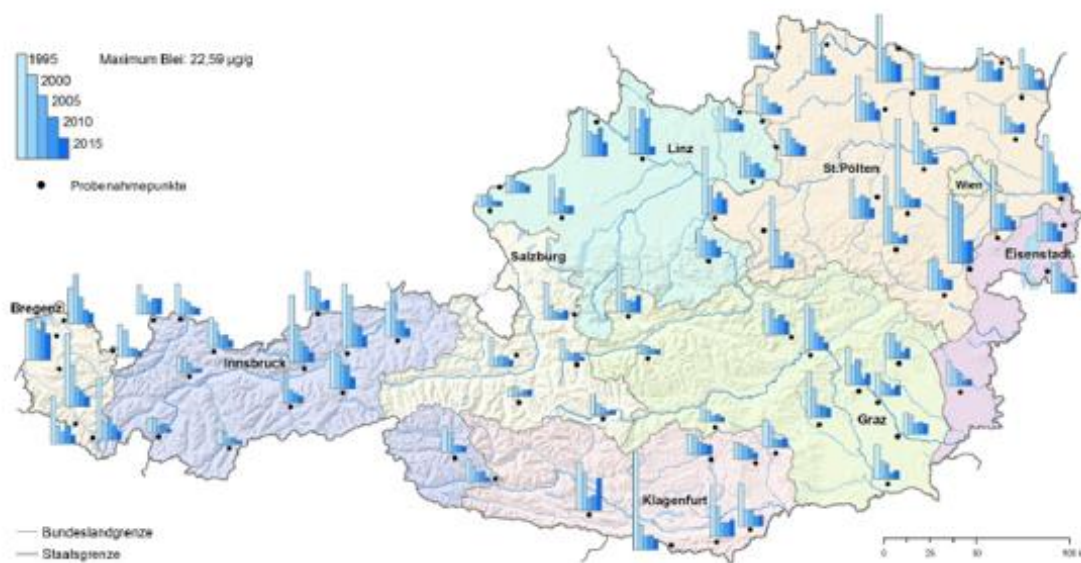 1995
Maximum Blei: 22,59 µg/g
2000
2005
2010
2015
Probenahmepunkte
Linz
St.Pölten
Wien
Salzburg
Eisenstadt
Bregenz
Innsbruck
Graz
Klagenfurt
Bundeslandgrenze
Staatsgrenze
0 25 50